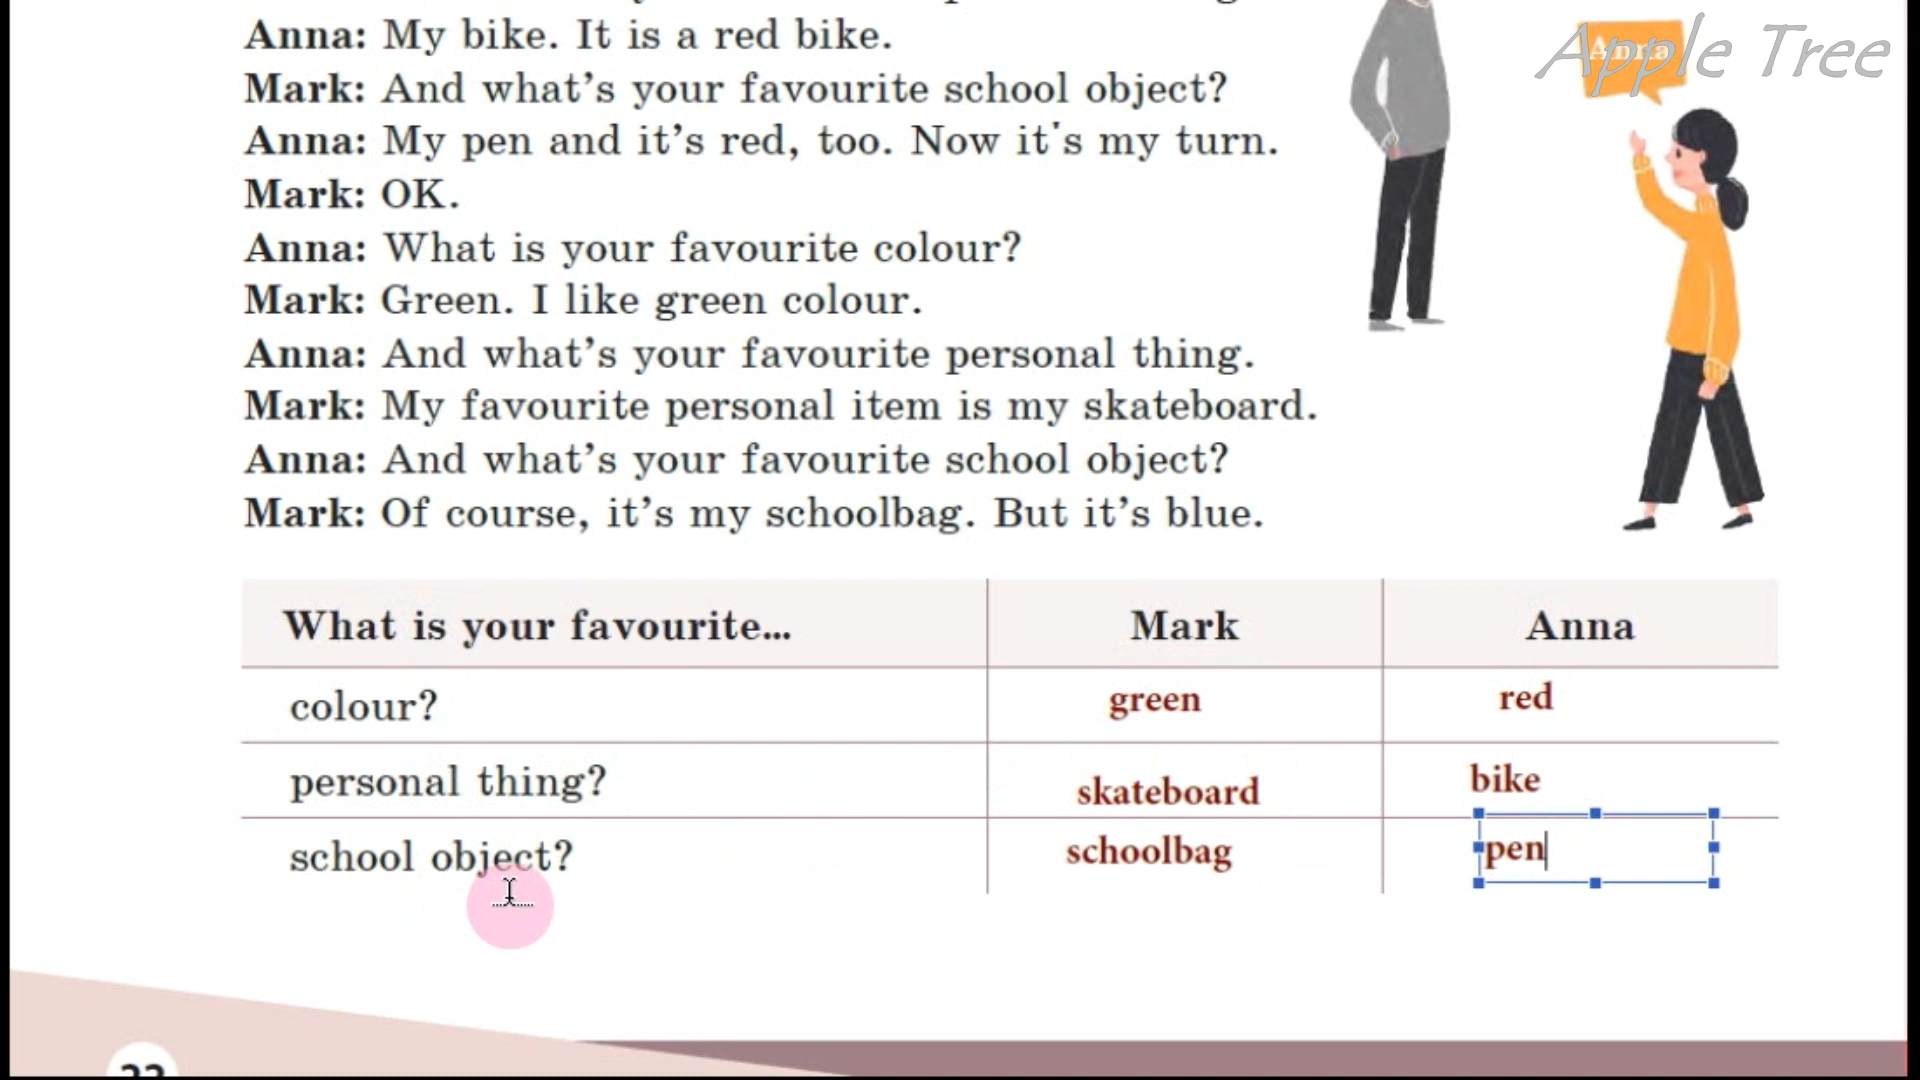 Anna: My bike. It is a red bike.
Mark: And what's your favourite school object?
Anna: My pen and it's red, too. Now it's my turn.
Mark: OK.
Anna: What is your favourite colour?
Mark: Green. I like green colour.
Anna: And what's your favourite personal thing.
Mark: My favourite personal item is my skateboard.
Anna: And what's your favourite school object?
Mark: Of course, it's my schoolbag. But it's blue.
Anna
Apple Tree
What is your favourite... Mark Anna
colour? green red
personal thing? skateboard bike
school object? schoolbag pen